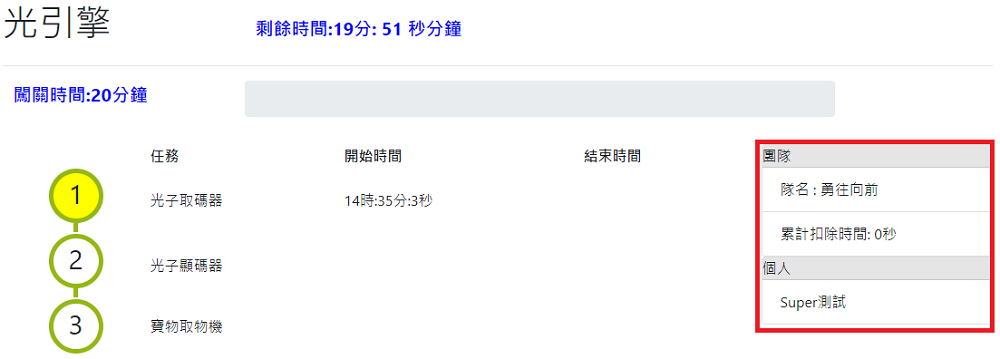 光引擎
剩餘時間:19分: 51 秒分鐘
闖關時間:20分鐘
任務 開始時間 結束時間 團隊
隊名 : 勇往向前
1 光子取碼器 14時:35分:3秒
累計扣除時間: 0秒
2 光子顯碼器
個人
Super測試
3 寶物取物機